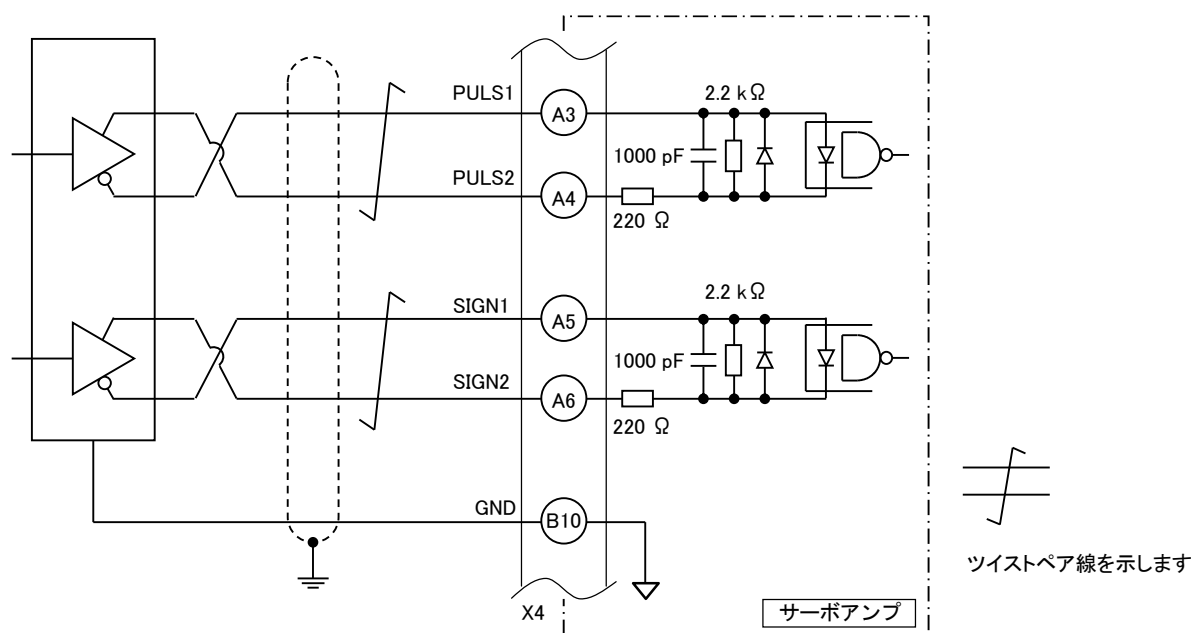 2.2 kΩ
PULS1
A3
1000 pF
PULS2
A4
220 Ω
2.2 kΩ
SIGN1
A5
1000 pF
SIGN2
A6
220 Ω
GND
B10
ツイストペア線を示します
X4
サーボアンプ